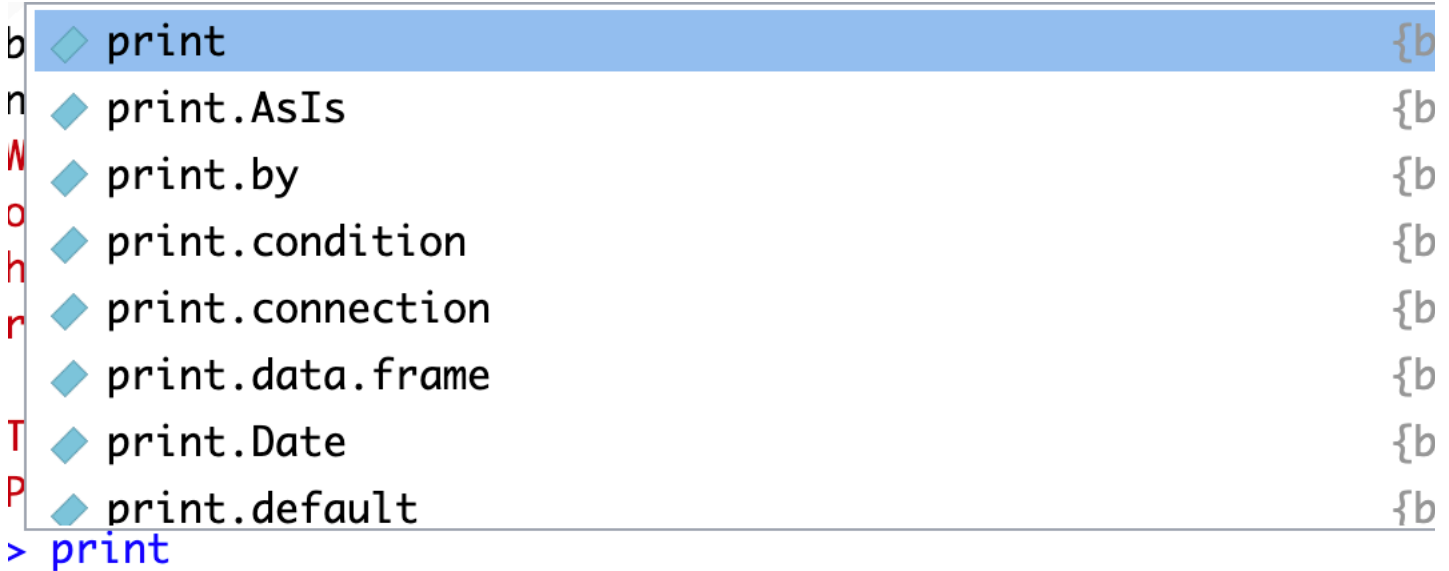 print {b
print.AsIs {b
print.by {b
print.condition {b
print.connection {b
print.data.frame {b
print.Date {b
print.default {b
> print